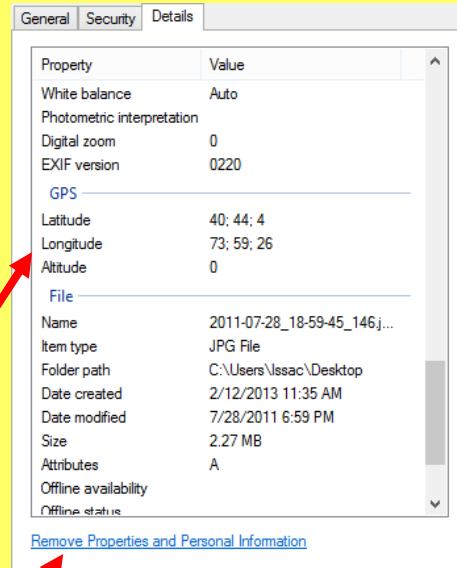 General Security Details
Property Value
White balance Auto
Photometric interpretation
Digital zoom 0
EXIF version 0220
GPS
Latitude 40; 44; 4
Longitude 73; 59; 26
Altitude 0
File
Name 2011-07-28_18-59-45_146.j...
Item type JPG File
Folder path C:\Users\Issac\Desktop
Date created 2/12/2013 11:35 AM
Date modified 7/28/2011 6:59 PM
Size 2.27 MB
Attributes A
Offline availability
Offline status
Remove Properties and Personal Information